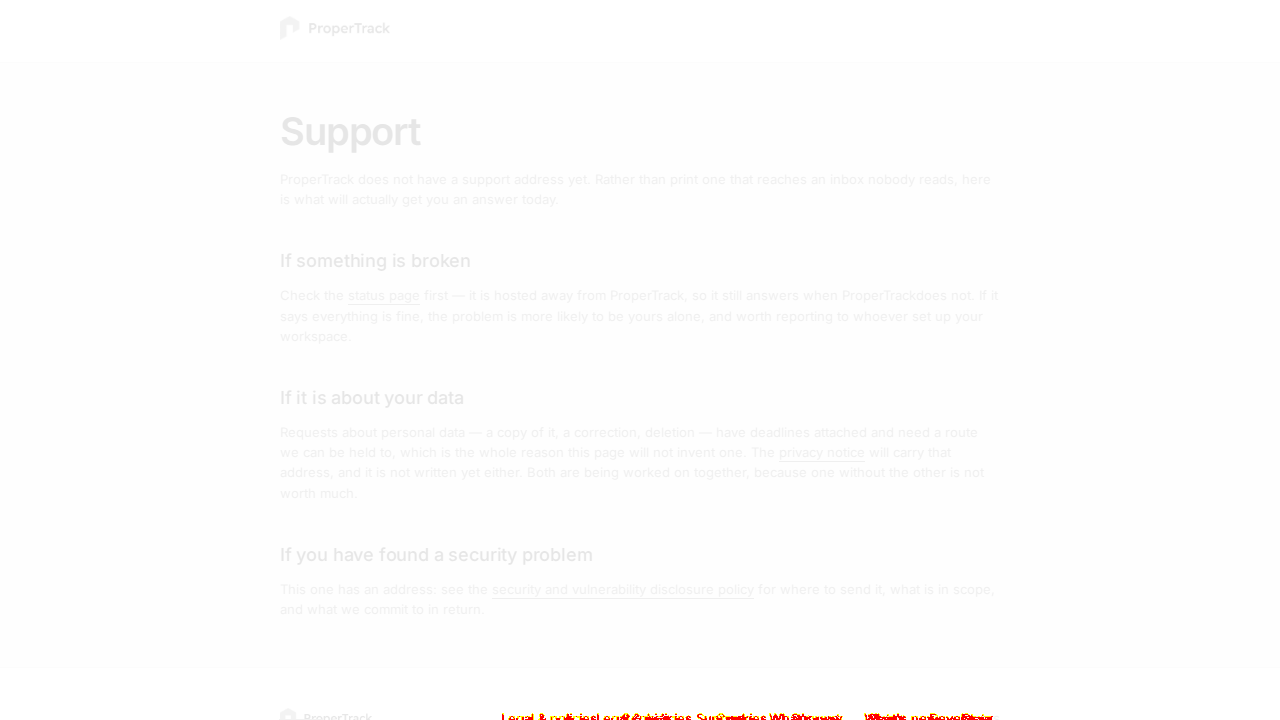 ProperTrack
Support
ProperTrack does not have a support address yet. Rather than print one that reaches an inbox nobody reads, here
is what will actually get you an answer today.
If something is broken
Check the status page first — it is hosted away from ProperTrack, so it still answers when ProperTrackdoes not. If it
says everything is fine, the problem is more likely to be yours alone, and worth reporting to whoever set up your
workspace.
If it is about your data
Requests about personal data — a copy of it, a correction, deletion — have deadlines attached and need a route
we can be held to, which is the whole reason this page will not invent one. The privacy notice will carry that
address, and it is not written yet either. Both are being worked on together, because one without the other is not
worth much.
If you have found a security problem
This one has an address: see the security and vulnerability disclosure policy for where to send it, what is in scope,
and what we commit to in return.
ProperTrack